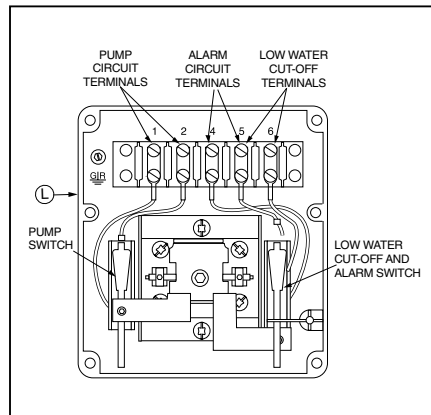 PUMP
CIRCUIT
TERMINALS
ALARM
CIRCUIT
TERMINALS
LOW WATER
CUT-OFF
TERMINALS
1 2 4 5 6
GIR
L
PUMP
SWITCH
LOW WATER
CUT-OFF AND
ALARM SWITCH